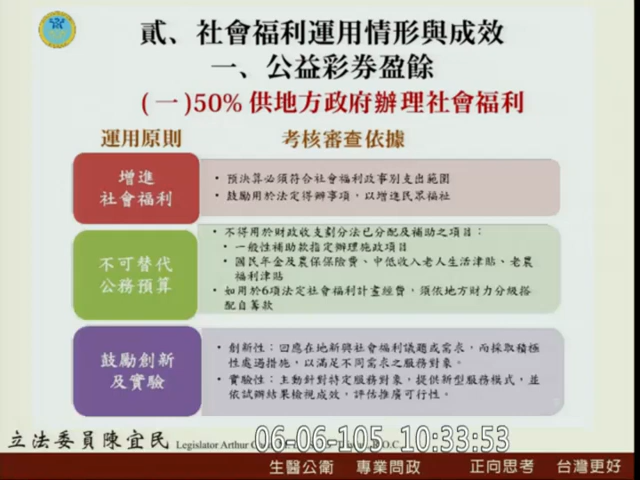 貳、社會福利運用情形與成效
一、公益彩券盈餘
(一)50% 供地方政府辦理社會福利
運用原則
考核審查依據
增進
社會福利
• 預決算必須符合社會福利政事別支出範圍
• 鼓勵用於法定得辦事項，以增進民眾福祉
不可替代
公務預算
• 不得用於財政收支劃分法已分配及補助之項目：
• 一般性補助款指定辦理施政項目
• 國民年金及農保保險費、中低收入老人生活津貼、老農
福利津貼
• 如用於6項法定社會福利計畫經費，須依地方財力分級搭
配自籌款
鼓勵創新
及實驗
• 創新性：回應在地新興社會福利議題或需求，而採取積極
性處遇措施，以滿足不同需求之服務對象。
• 實驗性：主動針對特定服務對象，提供新型服務模式，並
依試辦結果檢視成效，評估推廣可行性。
立法委員陳宜民 Legislator Arthur
06-06-105 10:33:53
生醫公衛 專業問政 正向思考 台灣更好